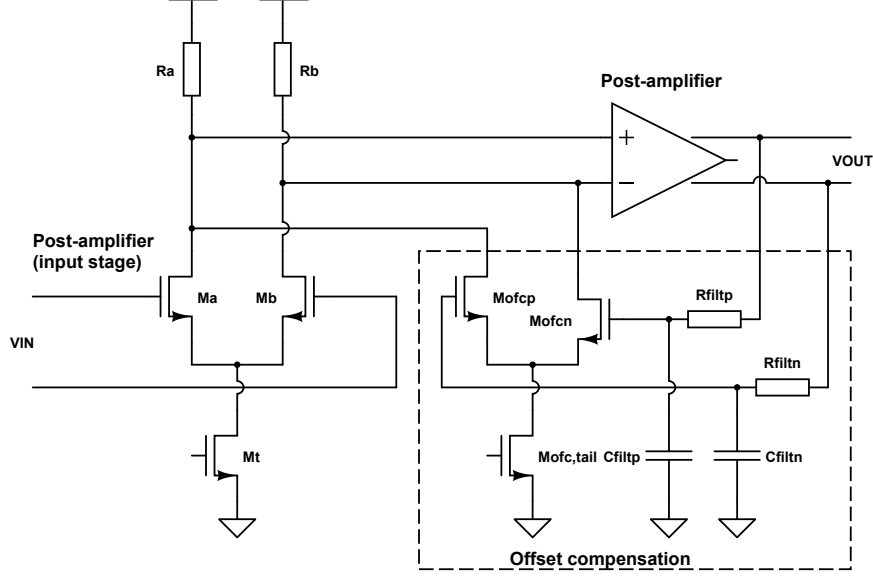 Ra
Rb
Post-amplifier
+
VOUT
−
Post-amplifier
(input stage)
Ma
Mb
Mofcp
Mofcn
Rfiltp
VIN
Rfiltn
Mt
Mofc,tail
Cfiltp
Cfiltn
Offset compensation